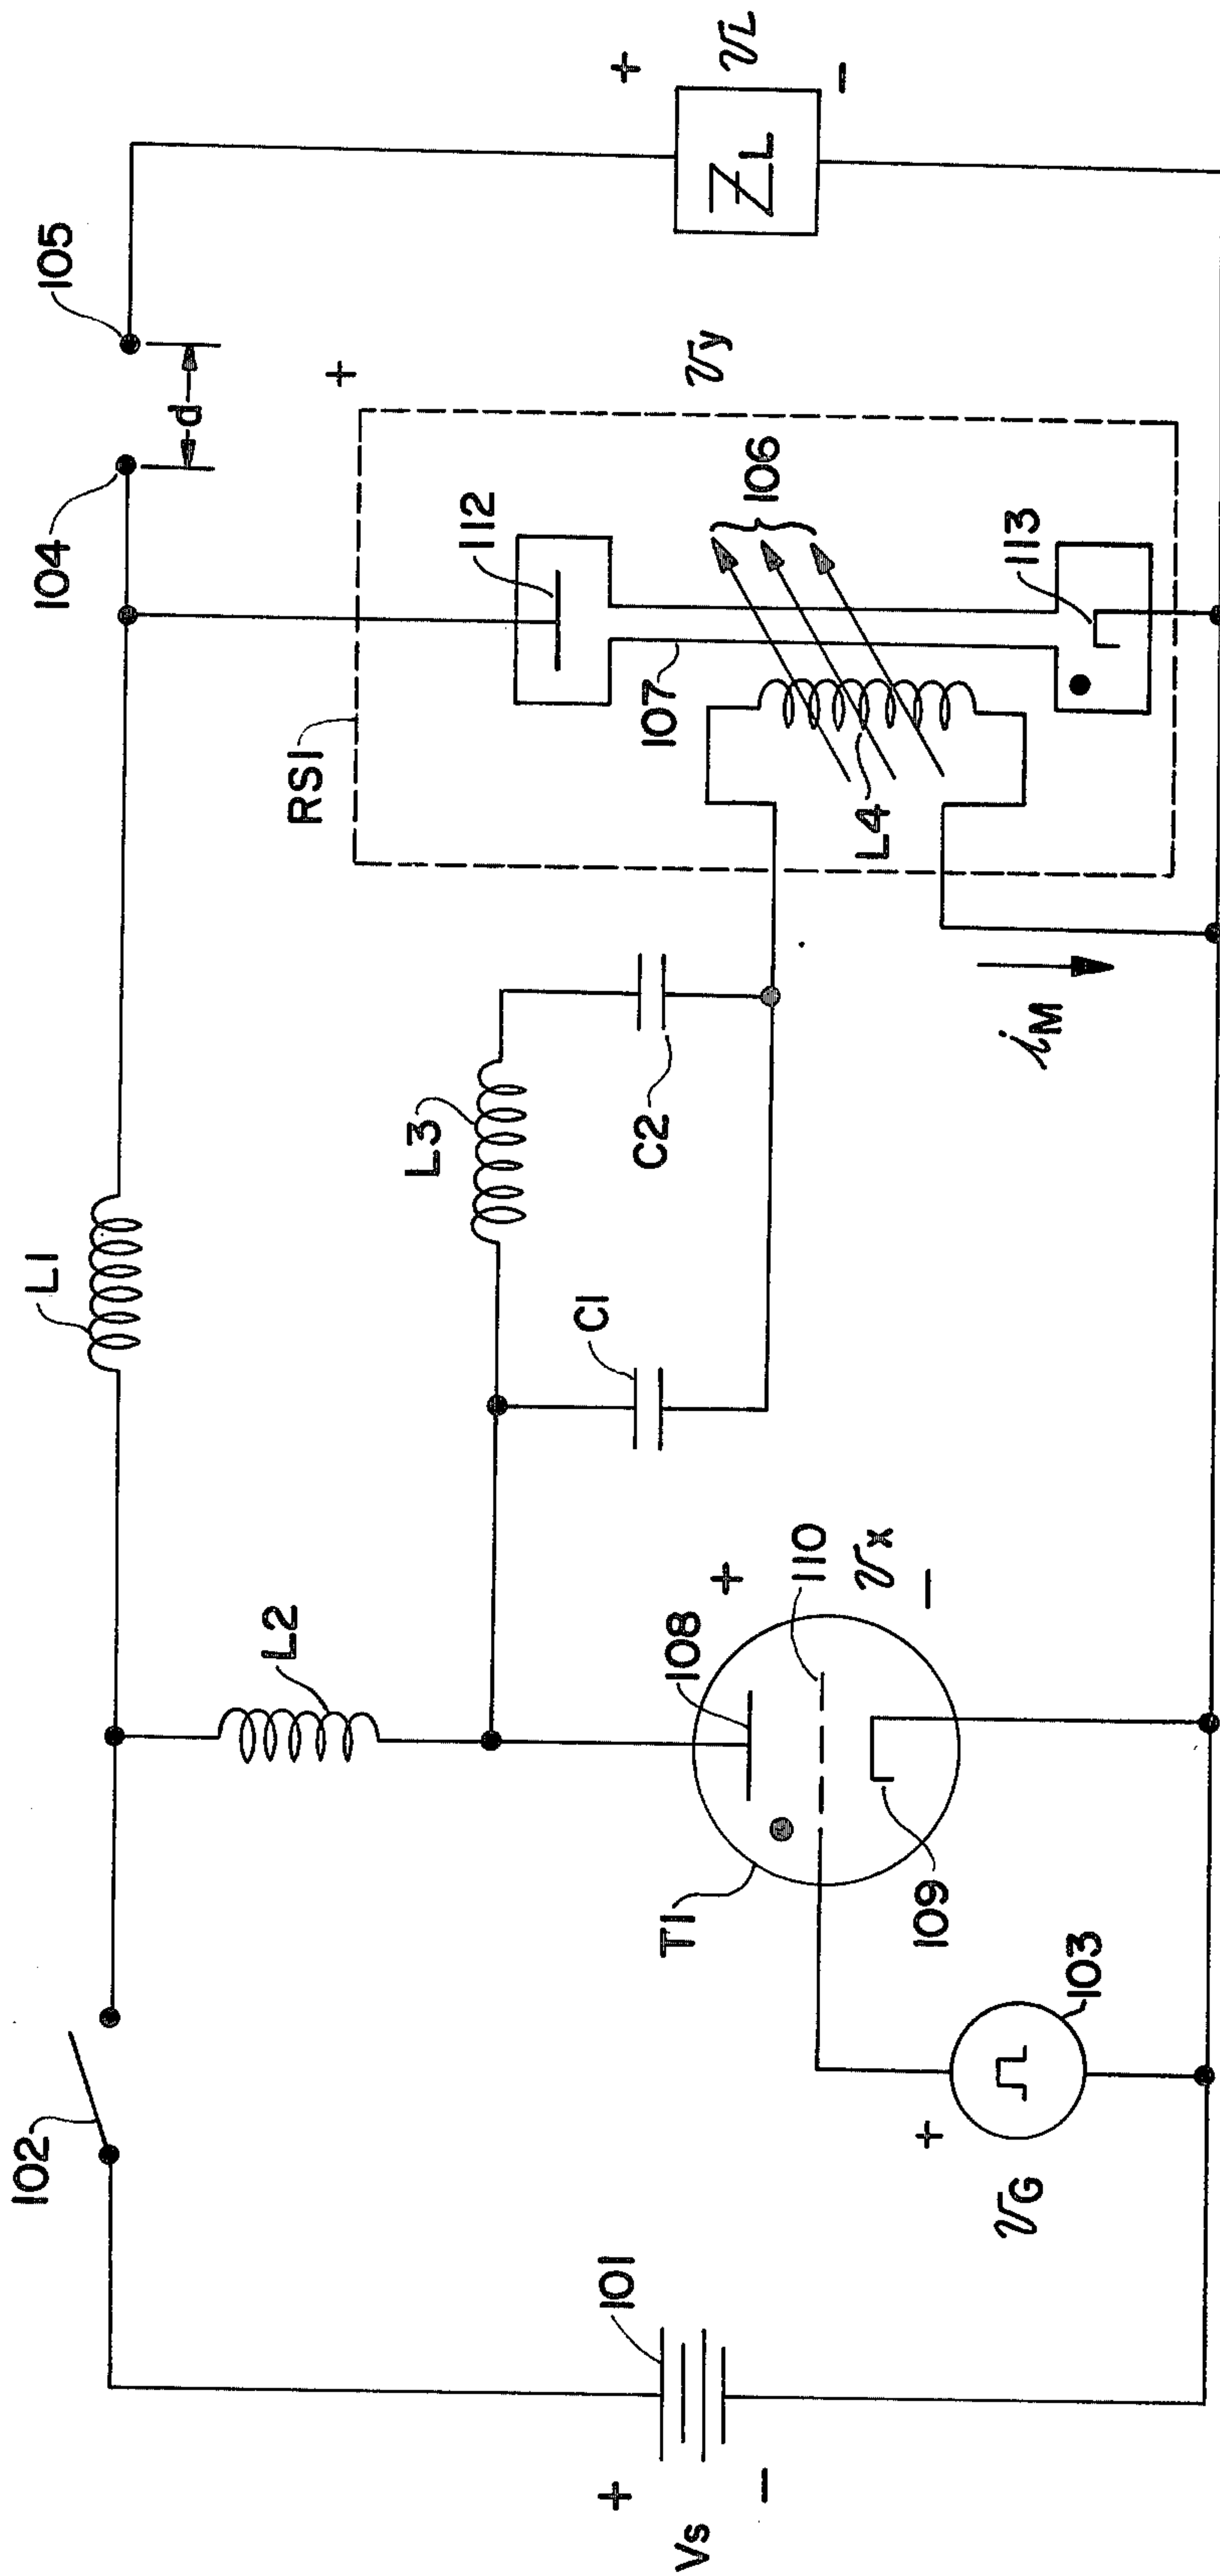 102
L1
104
105
d
+
RS1
112
L2
L3
107
106
+
Vy
+
VL
−
ZL
101
+
Vs
−
T1
108
+
110
Vx
−
C1
C2
L4
113
iM
109
103
+
VG